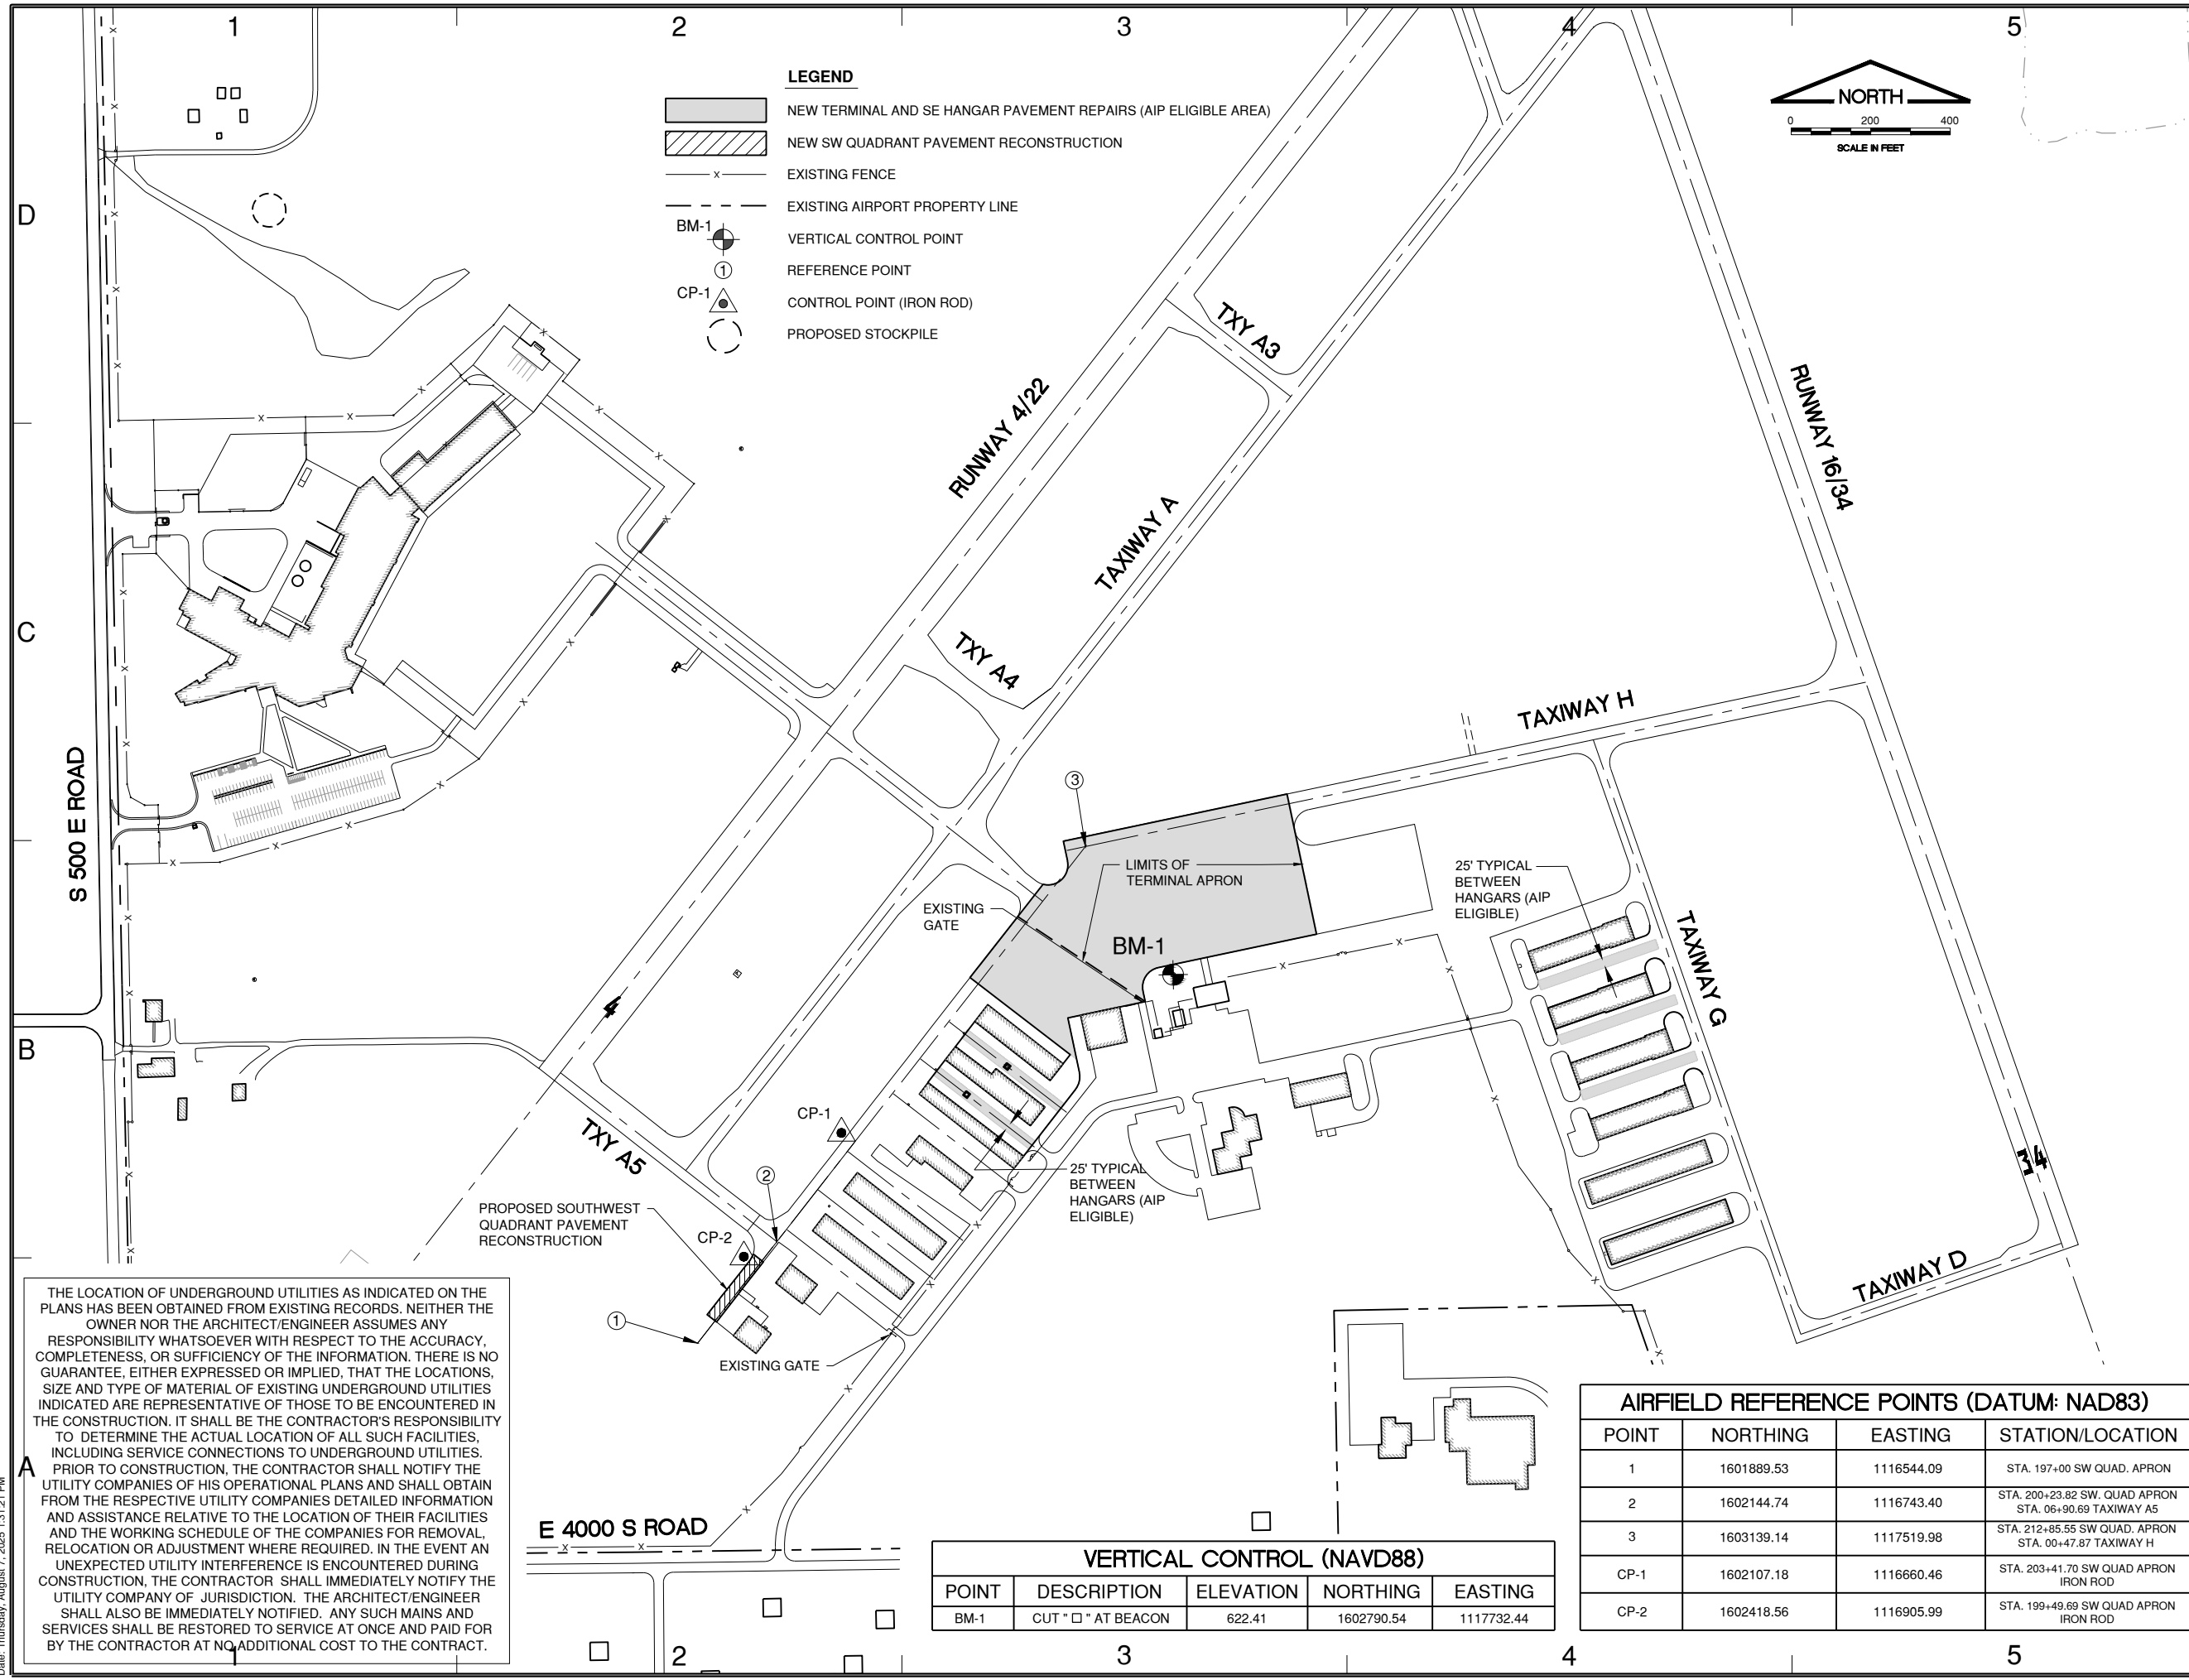 1
2
3
4
5
D
C
B
A
LEGEND
NEW TERMINAL AND SE HANGAR PAVEMENT REPAIRS (AIP ELIGIBLE AREA)
NEW SW QUADRANT PAVEMENT RECONSTRUCTION
x
EXISTING FENCE
EXISTING AIRPORT PROPERTY LINE
BM-1
VERTICAL CONTROL POINT
1
REFERENCE POINT
CP-1
CONTROL POINT (IRON ROD)
PROPOSED STOCKPILE
NORTH
0 200 400
SCALE IN FEET
TXY A3
RUNWAY 4/22
RUNWAY 16/34
TAXIWAY A
TXY A4
TAXIWAY H
S 500 E ROAD
3
LIMITS OF
TERMINAL APRON
25' TYPICAL
BETWEEN
HANGARS (AIP
ELIGIBLE)
EXISTING
GATE
BM-1
TAXIWAY G
4
CP-1
TXY A5
2
25' TYPICAL
BETWEEN
HANGARS (AIP
ELIGIBLE)
34
PROPOSED SOUTHWEST
QUADRANT PAVEMENT
RECONSTRUCTION
CP-2
TAXIWAY D
1
EXISTING GATE
THE LOCATION OF UNDERGROUND UTILITIES AS INDICATED ON THE
PLANS HAS BEEN OBTAINED FROM EXISTING RECORDS. NEITHER THE
OWNER NOR THE ARCHITECT/ENGINEER ASSUMES ANY
RESPONSIBILITY WHATSOEVER WITH RESPECT TO THE ACCURACY,
COMPLETENESS, OR SUFFICIENCY OF THE INFORMATION. THERE IS NO
GUARANTEE, EITHER EXPRESSED OR IMPLIED, THAT THE LOCATIONS,
SIZE AND TYPE OF MATERIAL OF EXISTING UNDERGROUND UTILITIES
INDICATED ARE REPRESENTATIVE OF THOSE TO BE ENCOUNTERED IN
THE CONSTRUCTION. IT SHALL BE THE CONTRACTOR'S RESPONSIBILITY
TO DETERMINE THE ACTUAL LOCATION OF ALL SUCH FACILITIES,
INCLUDING SERVICE CONNECTIONS TO UNDERGROUND UTILITIES.
PRIOR TO CONSTRUCTION, THE CONTRACTOR SHALL NOTIFY THE
UTILITY COMPANIES OF HIS OPERATIONAL PLANS AND SHALL OBTAIN
FROM THE RESPECTIVE UTILITY COMPANIES DETAILED INFORMATION
AND ASSISTANCE RELATIVE TO THE LOCATION OF THEIR FACILITIES
AND THE WORKING SCHEDULE OF THE COMPANIES FOR REMOVAL,
RELOCATION OR ADJUSTMENT WHERE REQUIRED. IN THE EVENT AN
UNEXPECTED UTILITY INTERFERENCE IS ENCOUNTERED DURING
CONSTRUCTION, THE CONTRACTOR SHALL IMMEDIATELY NOTIFY THE
UTILITY COMPANY OF JURISDICTION. THE ARCHITECT/ENGINEER
SHALL ALSO BE IMMEDIATELY NOTIFIED. ANY SUCH MAINS AND
SERVICES SHALL BE RESTORED TO SERVICE AT ONCE AND PAID FOR
BY THE CONTRACTOR AT NO ADDITIONAL COST TO THE CONTRACT.
E 4000 S ROAD
VERTICAL CONTROL (NAVD88)
POINT DESCRIPTION ELEVATION NORTHING EASTING
BM-1 CUT "□" AT BEACON 622.41 1602790.54 1117732.44
AIRFIELD REFERENCE POINTS (DATUM: NAD83)
POINT NORTHING EASTING STATION/LOCATION
1 1601889.53 1116544.09 STA. 197+00 SW QUAD. APRON
2 1602144.74 1116743.40 STA. 200+23.82 SW. QUAD APRON
STA. 06+90.69 TAXIWAY A5
3 1603139.14 1117519.98 STA. 212+85.55 SW QUAD. APRON
STA. 00+47.87 TAXIWAY H
CP-1 1602107.18 1116660.46 STA. 203+41.70 SW QUAD APRON
IRON ROD
CP-2 1602418.56 1116905.99 STA. 199+49.69 SW QUAD APRON
IRON ROD
1
2
3
4
5
Date: Thursday, August 7, 2025 1:31:21 PM